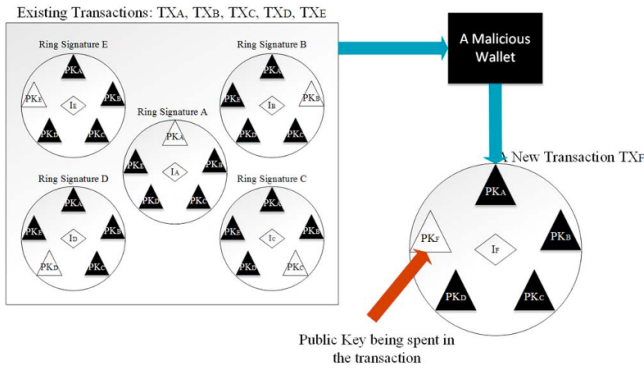 Existing Transactions: TXA, TXB, TXC, TXD, TXE
Ring Signature E
PKA
PKE
PKB
IE
PKD
PKC
Ring Signature B
PKA
PKE
PKB
IB
PKD
PKC
Ring Signature A
PKA
PKE
PKB
IA
PKD
PKC
Ring Signature D
PKA
PKE
PKB
ID
PKD
PKC
Ring Signature C
PKA
PKE
PKB
IC
PKD
PKC
A Malicious
Wallet
A New Transaction TXF
PKA
PKF
PKB
IF
PKD
PKC
Public Key being spent in
the transaction